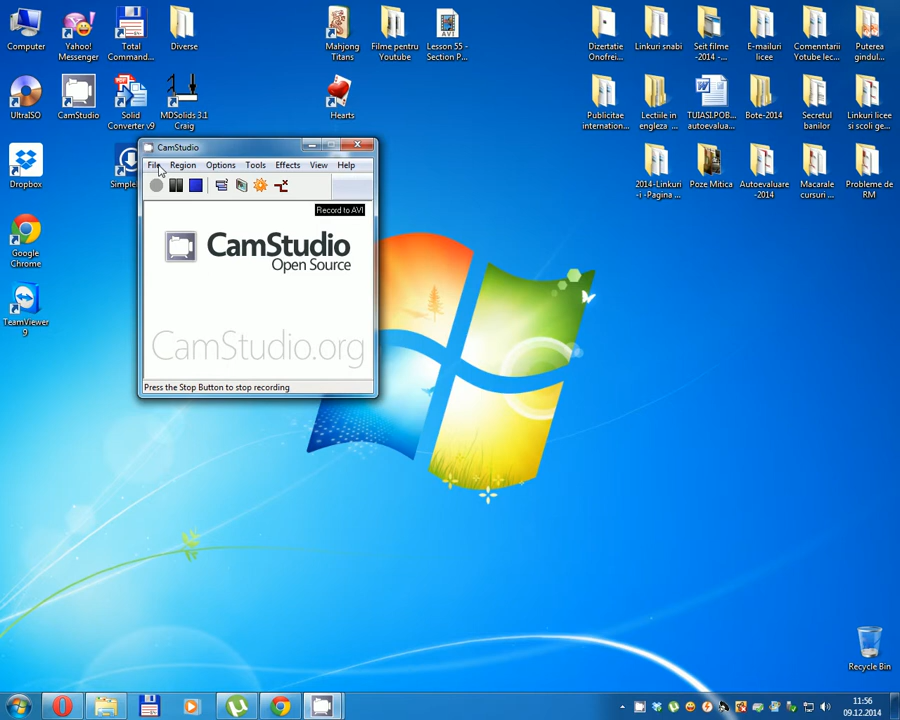 Computer
Yahoo!
Messenger
Total
Comman...
Diverse
Mahjong
Titans
Filme pentru
Youtube
Lesson 55 -
Section P...
Dizertatie
Onofrei...
Linkuri snabi
Seit filme
-2014 -...
E-mailuri
licee
Comenntarii
Yotube lec...
Puterea
gindul...
UltraISO
CamStudio
Solid
Converter v9
MDSolids 3.1
Craig
Hearts
Publicitae
internation...
Lectiile in
engleza -...
TUIASI.POB...
autoevalua...
Bote-2014
Secretul
banilor
Linkuri licee
si scoli ge...
Dropbox
Simple
2014-Linkuri
-i -Pagina ...
Poze Mitica
Autoevaluare
-2014
Macarale
cursuri ...
Probleme de
RM
Google
Chrome
TeamViewer
9
CamStudio
File Region Options Tools Effects View Help
Record to AVI
CamStudio
Open Source
CamStudio.org
Press the Stop Button to stop recording
Recycle Bin
11:56
09.12.2014